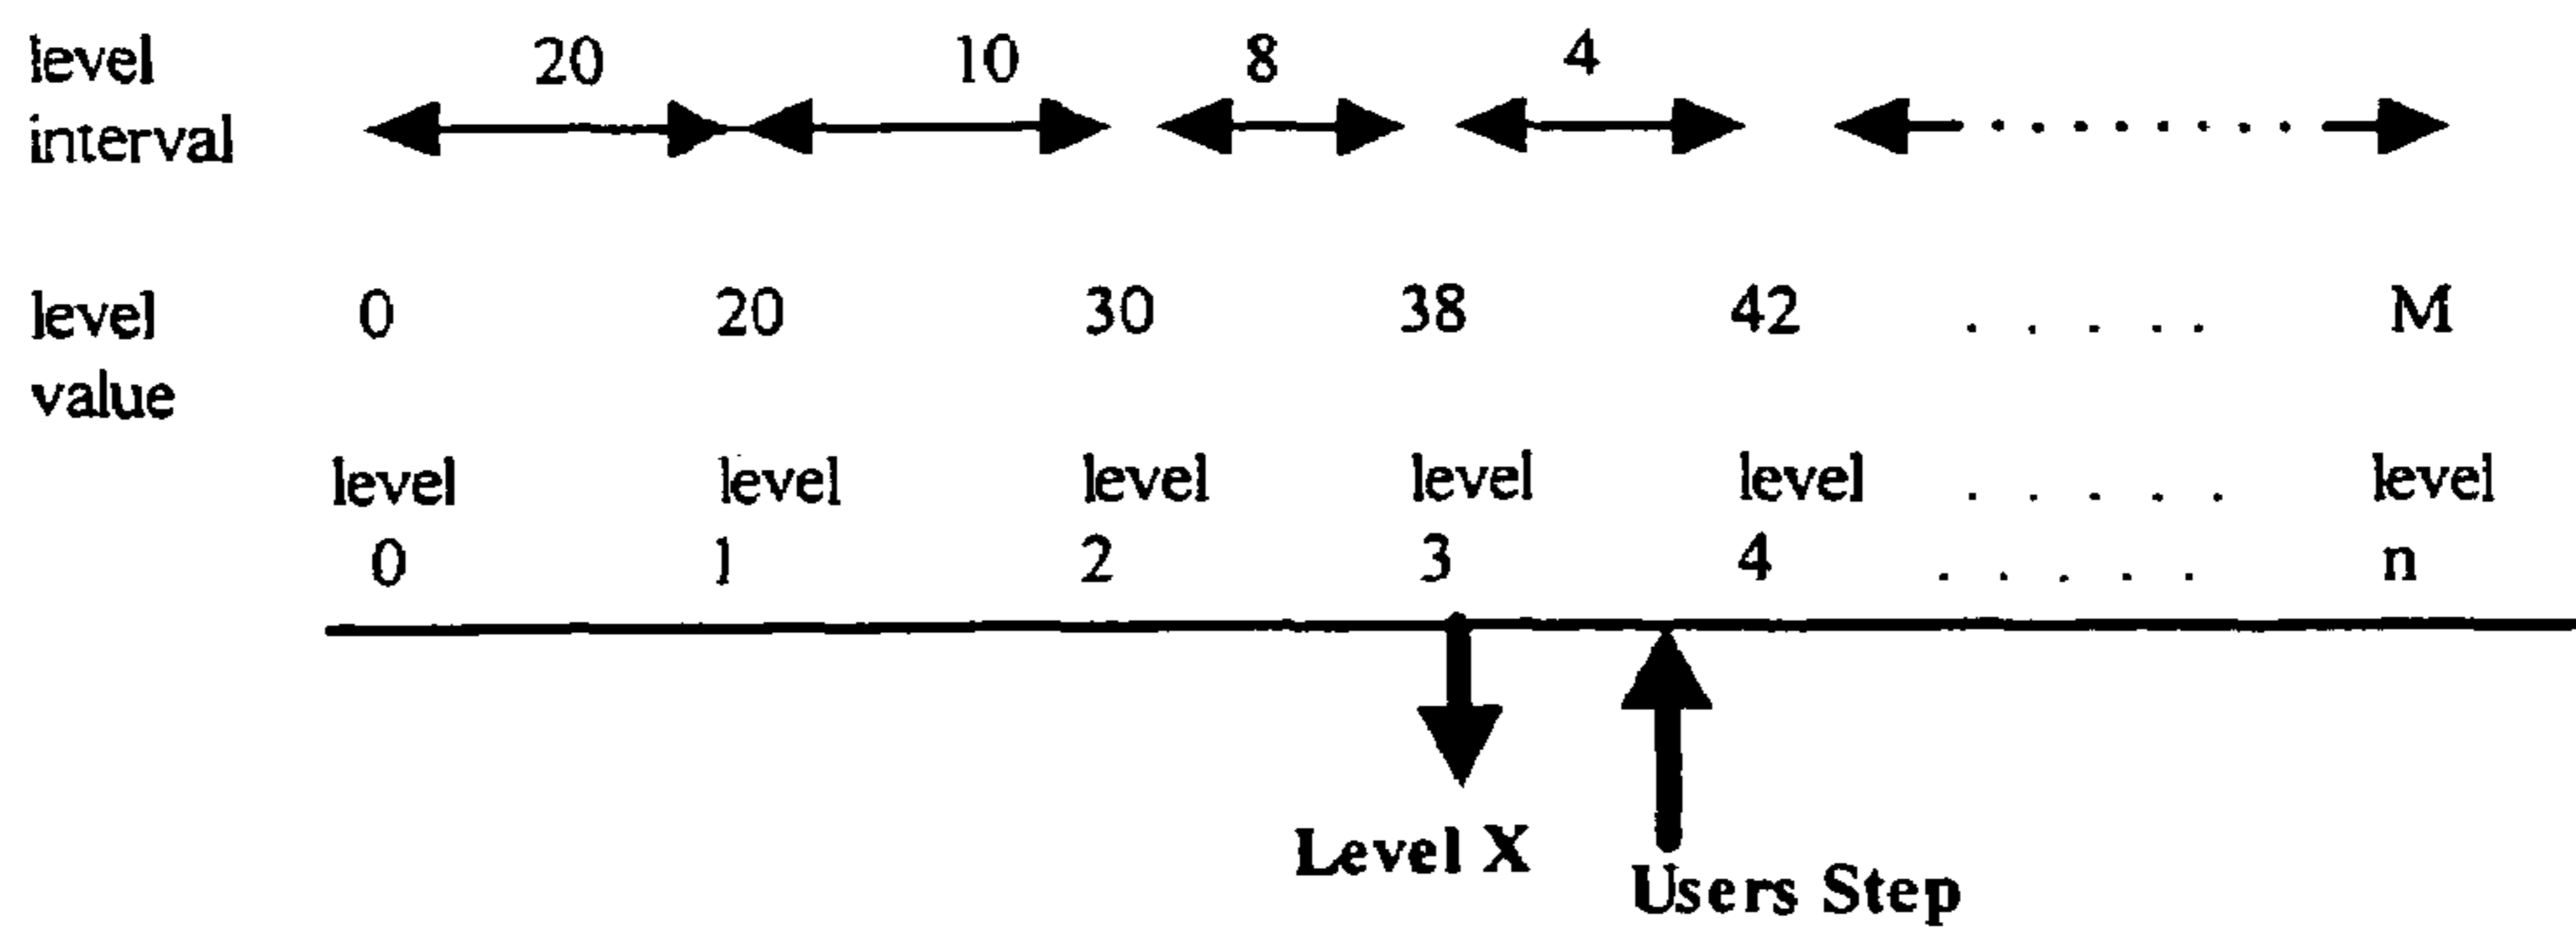 level 20 10 8 4
interval
level 0 20 30 38 42 . . . . . M
value
level level level level level . . . . . level
0 1 2 3 4 . . . . . n
Level X
Users Step